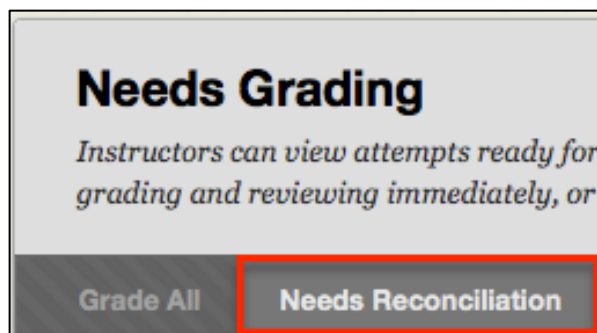 Needs Grading
Instructors can view attempts ready for
grading and reviewing immediately, or
Grade All Needs Reconciliation